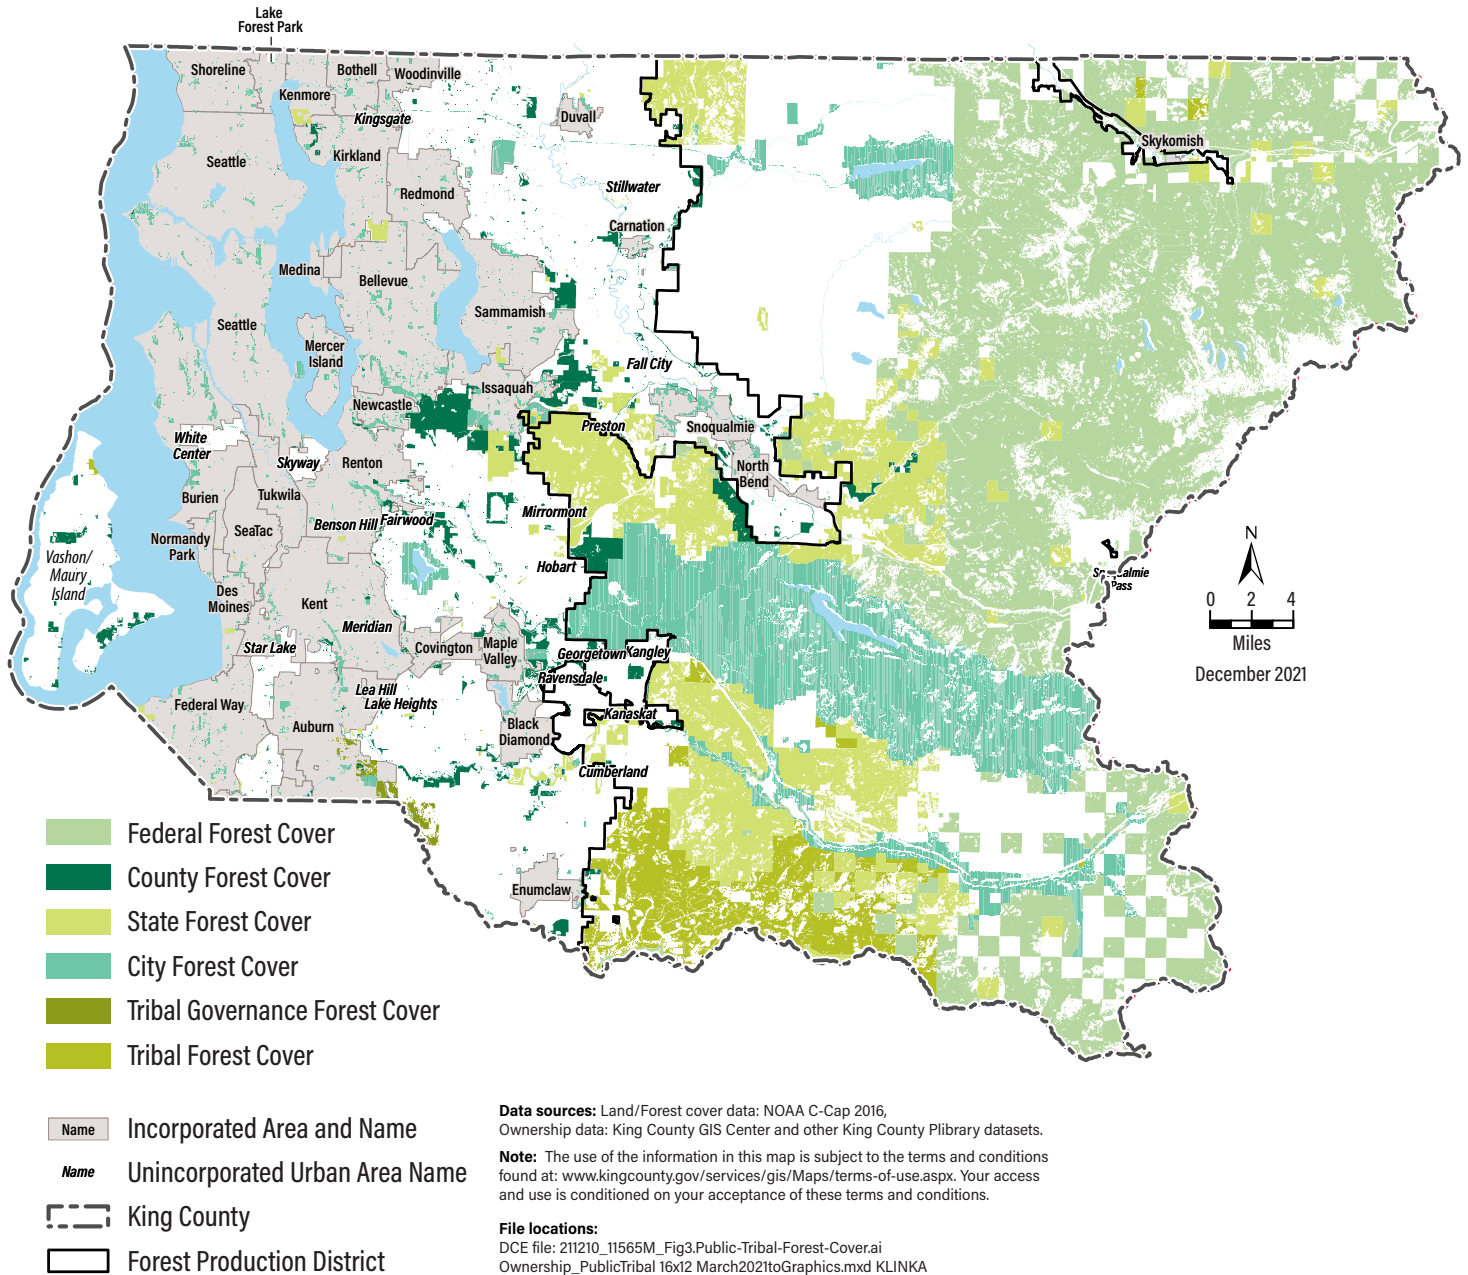 Lake
Forest Park
Shoreline
Bothell
Woodinville
Kenmore
Kingsgate
Duvall
Seattle
Kirkland
Redmond
Skykomish
Stillwater
Carnation
Medina
Bellevue
Sammamish
Seattle
Mercer
Island
Fall City
Issaquah
Newcastle
Preston
Snoqualmie
White
Center
Skyway
Renton
North
Bend
Burien
Tukwila
Mirrormont
SeaTac
Benson Hill
Fairwood
Normandy
Park
Vashon/
Maury
Island
Hobart
Snoqualmie
Pass
Des
Moines
Kent
Meridian
Star Lake
Covington
Maple
Valley
Georgetown
Kangley
Ravensdale
Lea Hill
Lake Heights
Federal Way
Auburn
Black
Diamond
Kanaskat
Cumberland
Enumclaw
N
0 2 4
Miles
December 2021
Federal Forest Cover
County Forest Cover
State Forest Cover
City Forest Cover
Tribal Governance Forest Cover
Tribal Forest Cover
Name Incorporated Area and Name
Name Unincorporated Urban Area Name
King County
Forest Production District
Data sources: Land/Forest cover data: NOAA C-Cap 2016,
Ownership data: King County GIS Center and other King County Plibrary datasets.
Note: The use of the information in this map is subject to the terms and conditions
found at: www.kingcounty.gov/services/gis/Maps/terms-of-use.aspx. Your access
and use is conditioned on your acceptance of these terms and conditions.
File locations:
DCE file: 211210_11565M_Fig3.Public-Tribal-Forest-Cover.ai
Ownership_PublicTribal 16x12 March2021toGraphics.mxd KLINKA